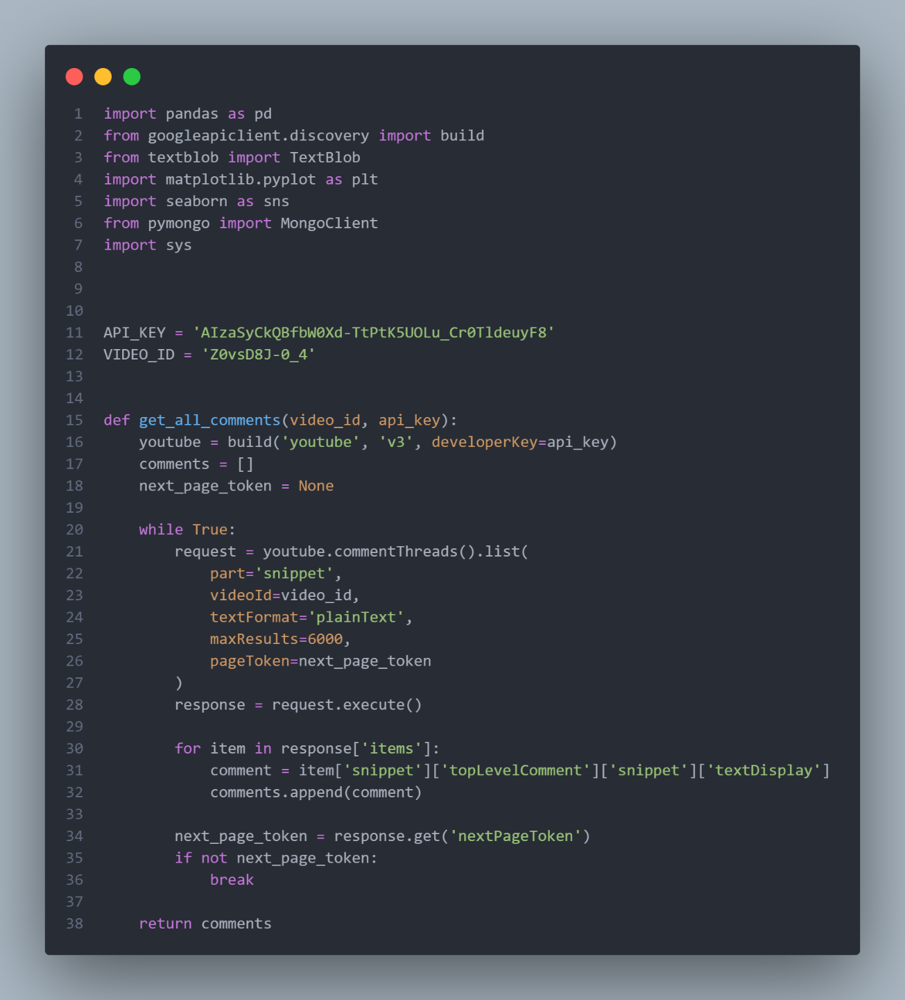 1 import pandas as pd
2 from googleapiclient.discovery import build
3 from textblob import TextBlob
4 import matplotlib.pyplot as plt
5 import seaborn as sns
6 from pymongo import MongoClient
7 import sys
8
9
10
11 API_KEY = 'AIzaSyCkQBfbW0Xd-TtPtK5UOLu_Cr0TldeuyF8'
12 VIDEO_ID = 'Z0vsD8J-0_4'
13
14
15 def get_all_comments(video_id, api_key):
16     youtube = build('youtube', 'v3', developerKey=api_key)
17     comments = []
18     next_page_token = None
19
20     while True:
21         request = youtube.commentThreads().list(
22             part='snippet',
23             videoId=video_id,
24             textFormat='plainText',
25             maxResults=6000,
26             pageToken=next_page_token
27         )
28         response = request.execute()
29
30         for item in response['items']:
31             comment = item['snippet']['topLevelComment']['snippet']['textDisplay']
32             comments.append(comment)
33
34         next_page_token = response.get('nextPageToken')
35         if not next_page_token:
36             break
37
38     return comments